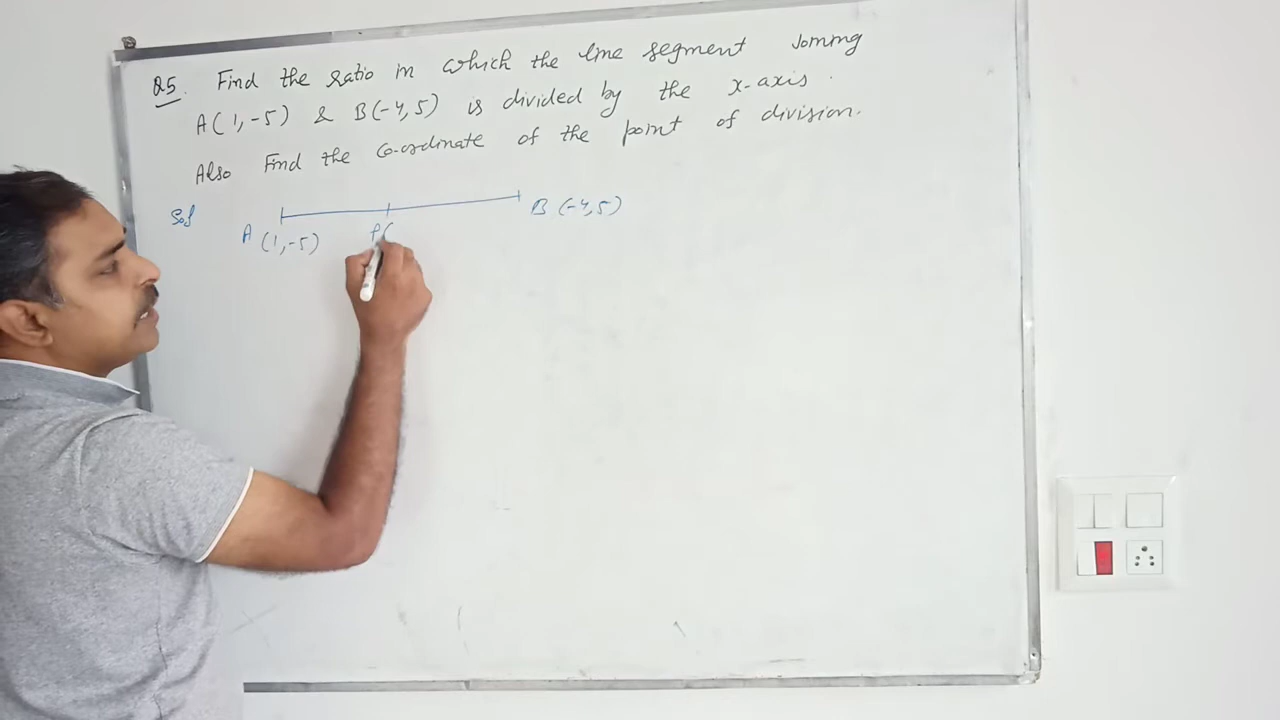 Q5. Find the ratio in which the line segment Joining
A(1,-5) & B(-4,5) is divided by the x-axis.
Also Find the co-ordinate of the point of division.
Sol
A (1,-5) P( B (-4,5)